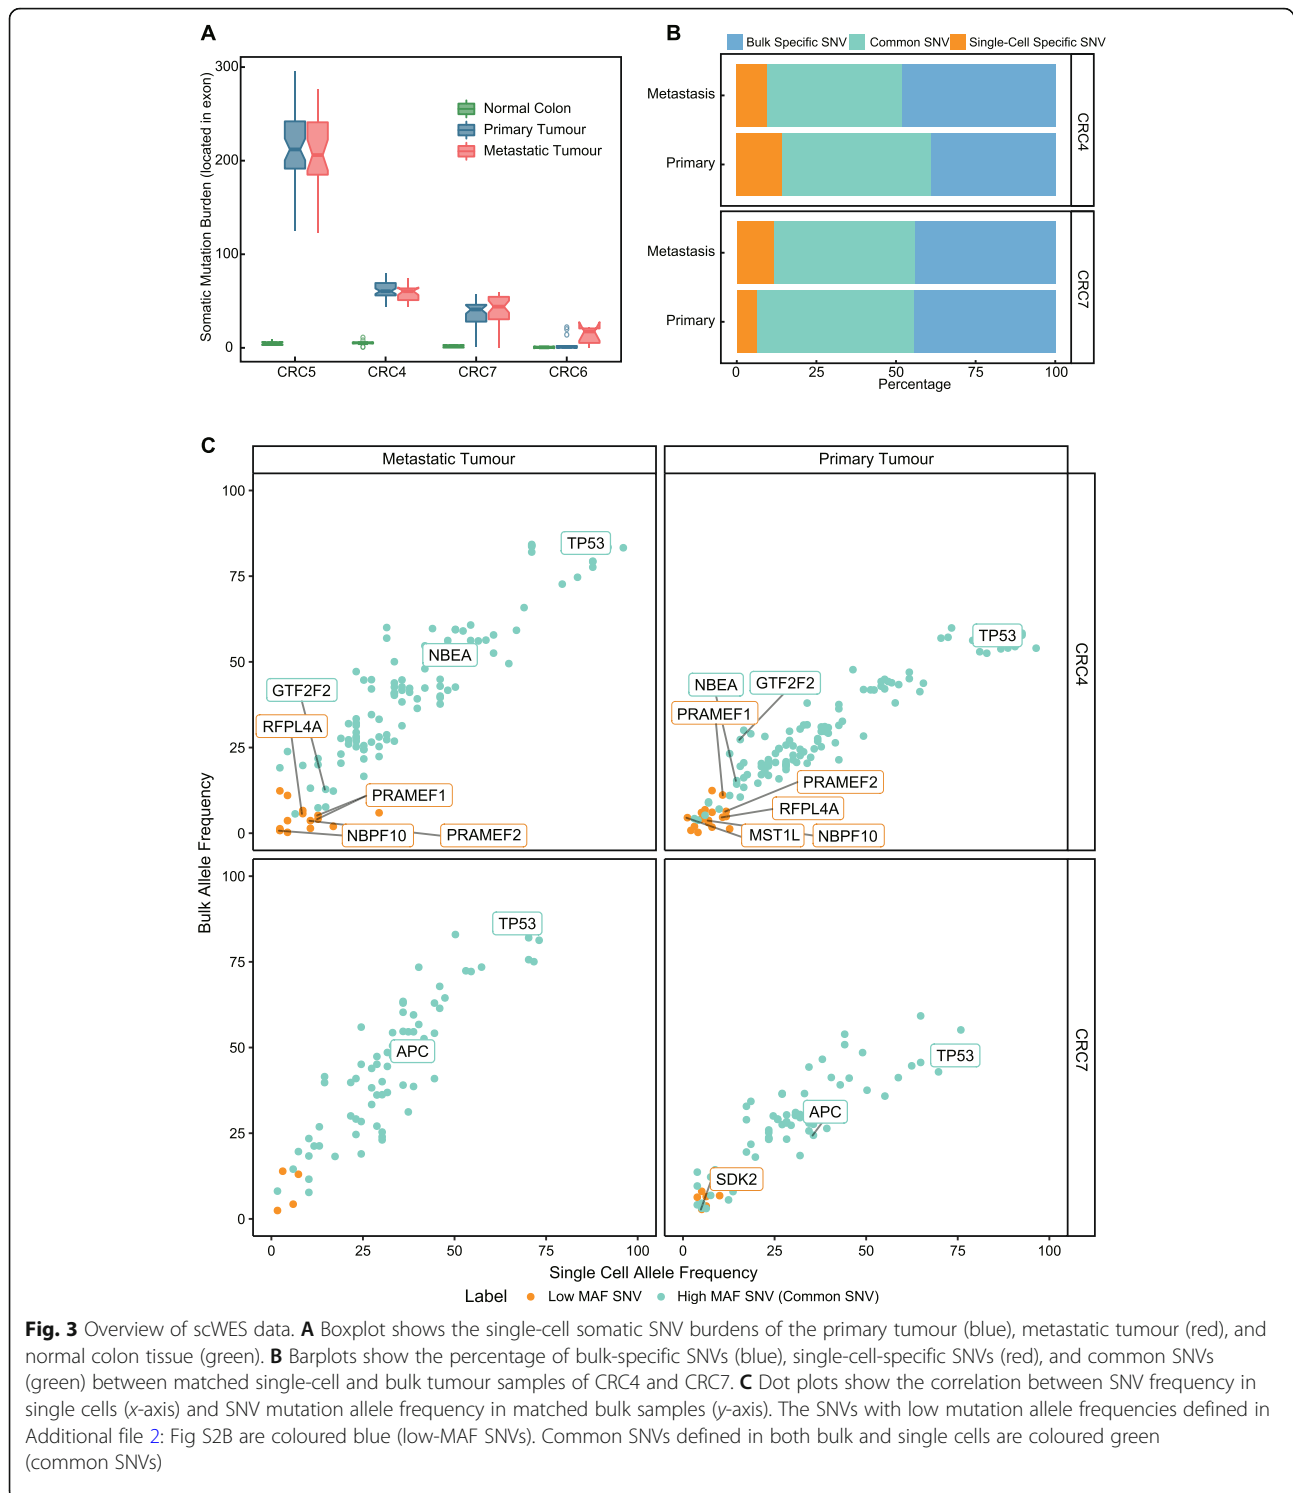 A
Somatic Mutation Burden (located in exon)
300
200
100
0
Normal Colon
Primary Tumour
Metastatic Tumour
CRC5 CRC4 CRC7 CRC6
B
Bulk Specific SNV Common SNV Single-Cell Specific SNV
Metastasis
Primary
CRC4
Metastasis
Primary
CRC7
0 25 50 75 100
Percentage
C
Metastatic Tumour Primary Tumour
Bulk Allele Frequency
100
75
50
25
0
TP53
NBEA
GTF2F2
RFPL4A
PRAMEF1
NBPF10 PRAMEF2
TP53
NBEA GTF2F2
PRAMEF1
PRAMEF2
RFPL4A
MST1L NBPF10
CRC4
100
75
50
25
0
TP53
APC
TP53
APC
SDK2
CRC7
0 25 50 75 100 0 25 50 75 100
Single Cell Allele Frequency
Label Low MAF SNV High MAF SNV (Common SNV)
Fig. 3 Overview of scWES data. A Boxplot shows the single-cell somatic SNV burdens of the primary tumour (blue), metastatic tumour (red), and
normal colon tissue (green). B Barplots show the percentage of bulk-specific SNVs (blue), single-cell-specific SNVs (red), and common SNVs
(green) between matched single-cell and bulk tumour samples of CRC4 and CRC7. C Dot plots show the correlation between SNV frequency in
single cells (x-axis) and SNV mutation allele frequency in matched bulk samples (y-axis). The SNVs with low mutation allele frequencies defined in
Additional file 2: Fig S2B are coloured blue (low-MAF SNVs). Common SNVs defined in both bulk and single cells are coloured green
(common SNVs)